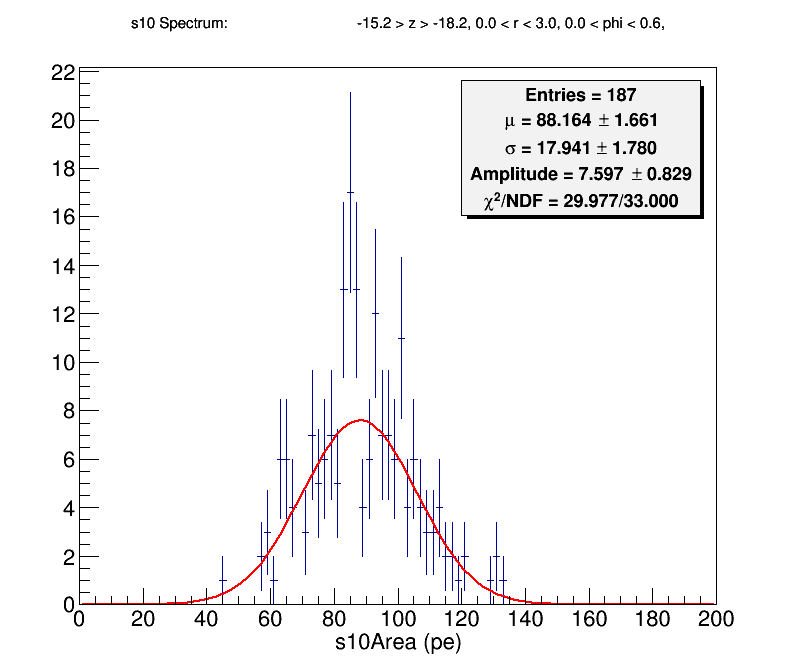 s10 Spectrum: -15.2 > z > -18.2, 0.0 < r < 3.0, 0.0 < phi < 0.6,
Entries = 187
μ = 88.164 ± 1.661
σ = 17.941 ± 1.780
Amplitude = 7.597 ± 0.829
χ²/NDF = 29.977/33.000
22
20
18
16
14
12
10
8
6
4
2
0
0 20 40 60 80 100 120 140 160 180 200
s10Area (pe)